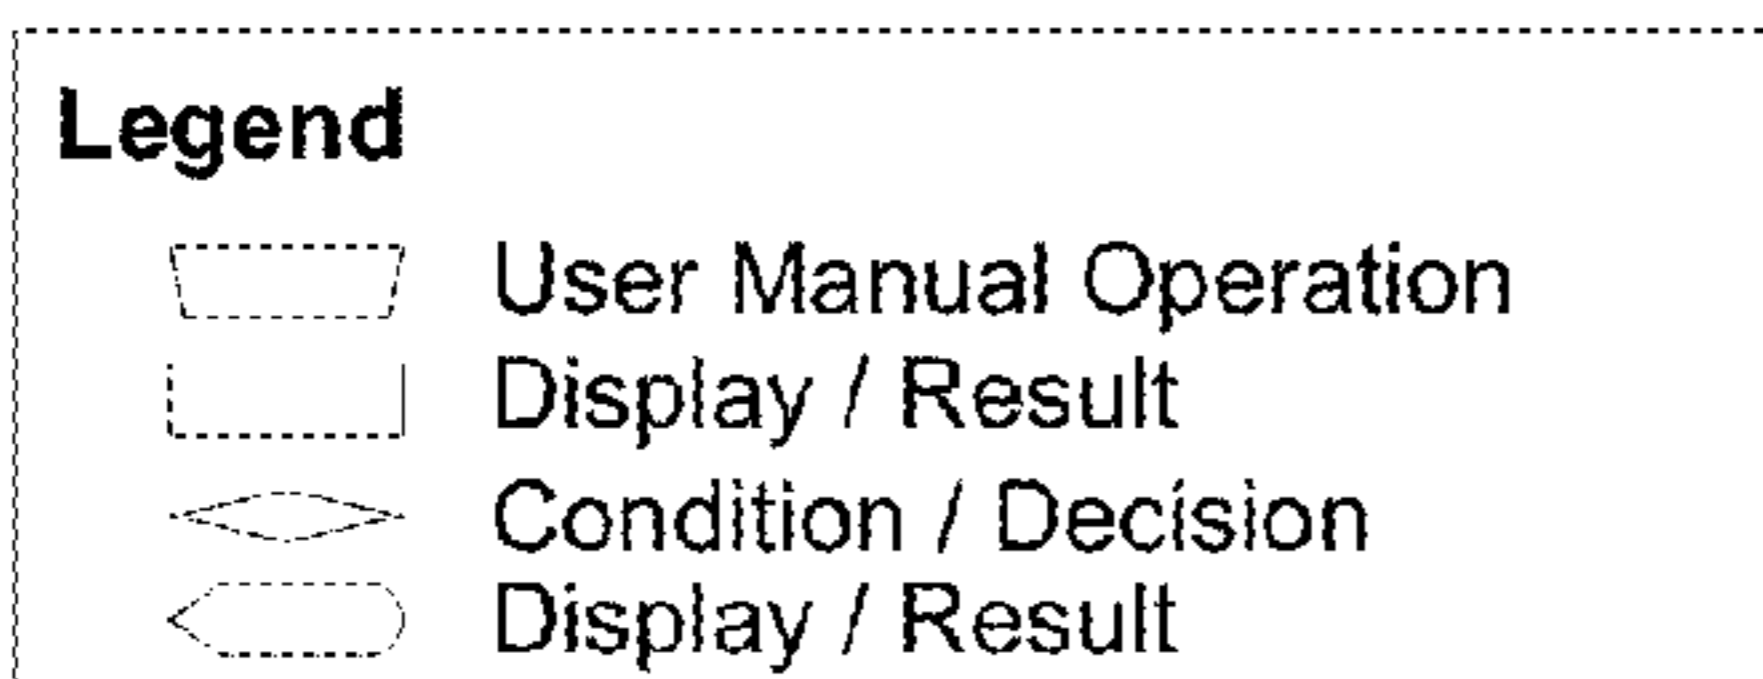 Legend
User Manual Operation
Display / Result
Condition / Decision
Display / Result